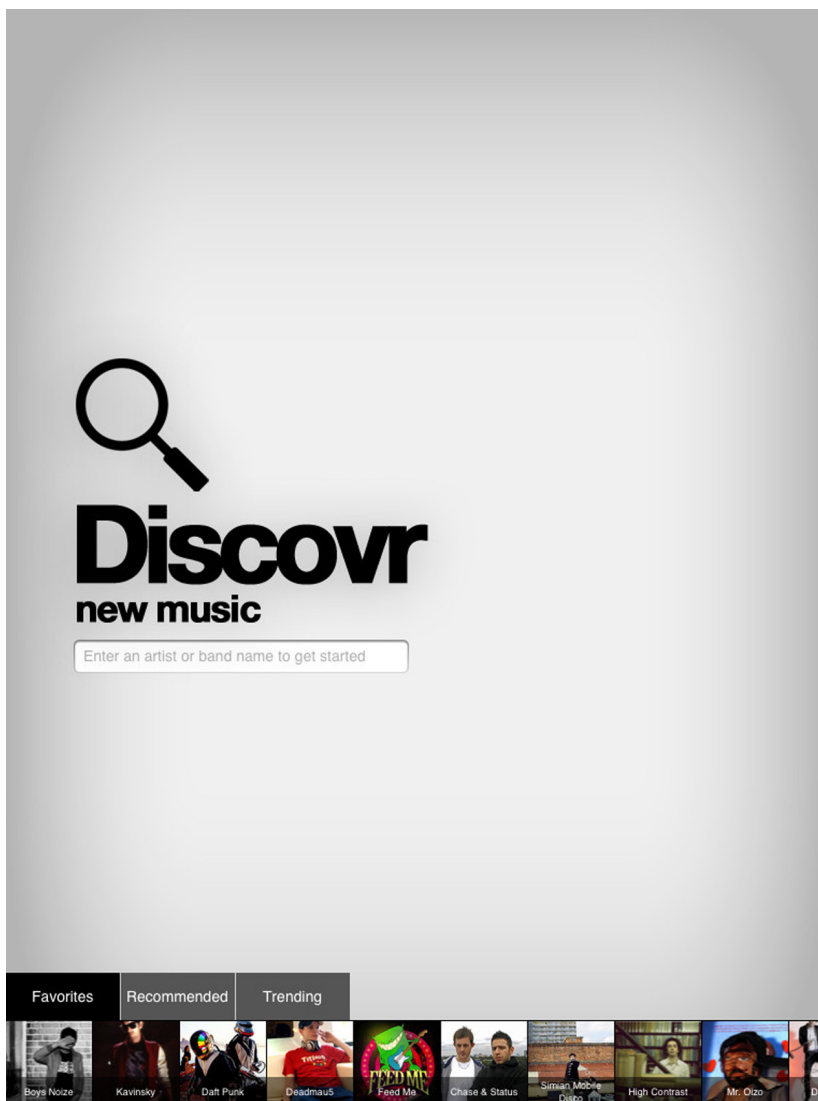 Discovr
new music
Enter an artist or band name to get started
Favorites
Recommended
Trending
Boys Noize
Kavinsky
Daft Punk
Deadmau5
FEED ME
Feed Me
Chase & Status
Simian Mobile
Disco
High Contrast
Mr. Oizo
D